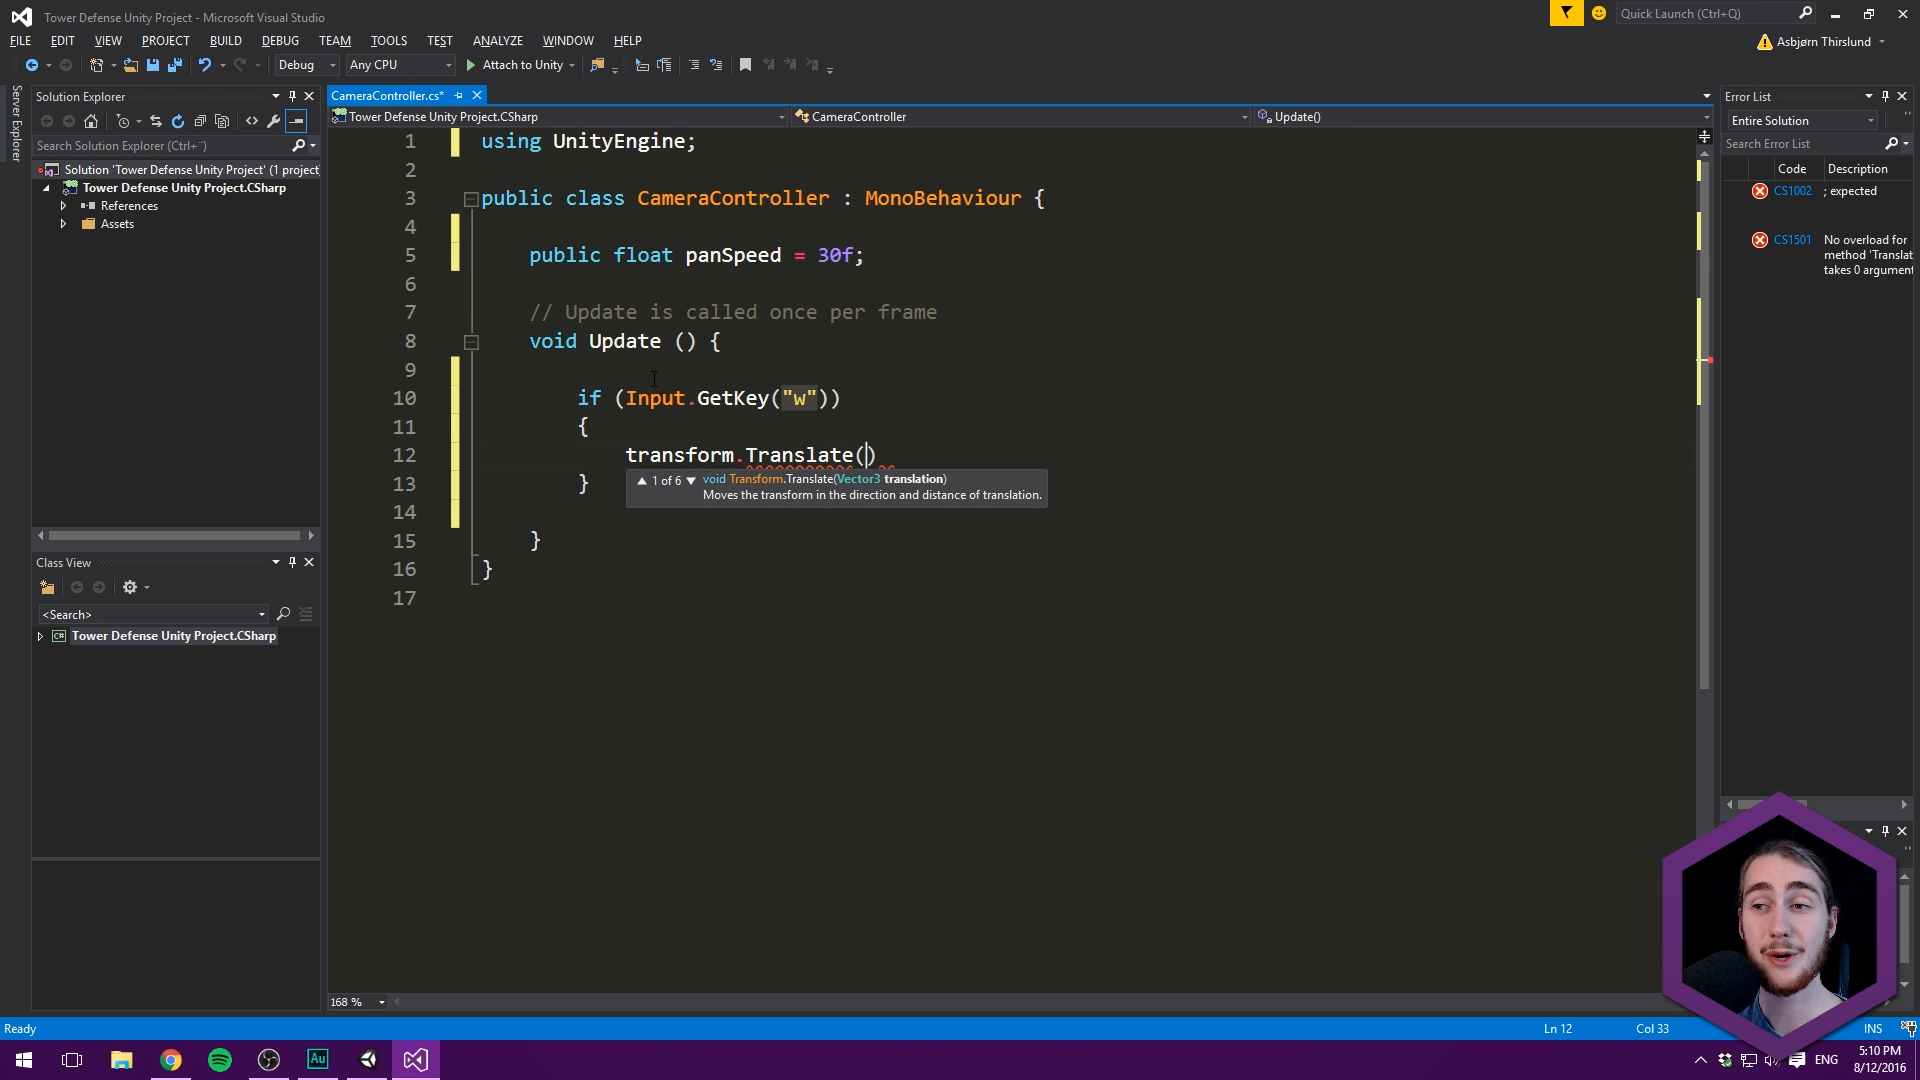 Tower Defense Unity Project - Microsoft Visual Studio
Quick Launch (Ctrl+Q)
FILE EDIT VIEW PROJECT BUILD DEBUG TEAM TOOLS TEST ANALYZE WINDOW HELP
Asbjørn Thirslund
Debug Any CPU Attach to Unity
Server Explorer
Solution Explorer
Search Solution Explorer (Ctrl+¨)
Solution 'Tower Defense Unity Project' (1 project
Tower Defense Unity Project.CSharp
References
Assets
Class View
<Search>
Tower Defense Unity Project.CSharp
CameraController.cs*
Tower Defense Unity Project.CSharp CameraController Update()
1 using UnityEngine;
2
3 public class CameraController : MonoBehaviour {
4
5 public float panSpeed = 30f;
6
7 // Update is called once per frame
8 void Update () {
9
10 if (Input.GetKey("w"))
11 {
12 transform.Translate()
1 of 6 void Transform.Translate(Vector3 translation)
Moves the transform in the direction and distance of translation.
13 }
14
15 }
16 }
17
168 %
Error List
Entire Solution
Search Error List
Code Description
CS1002 ; expected
CS1501 No overload for
method 'Translat
takes 0 argument
Ready Ln 12 Col 33 INS
Au
ENG
5:10 PM
8/12/2016